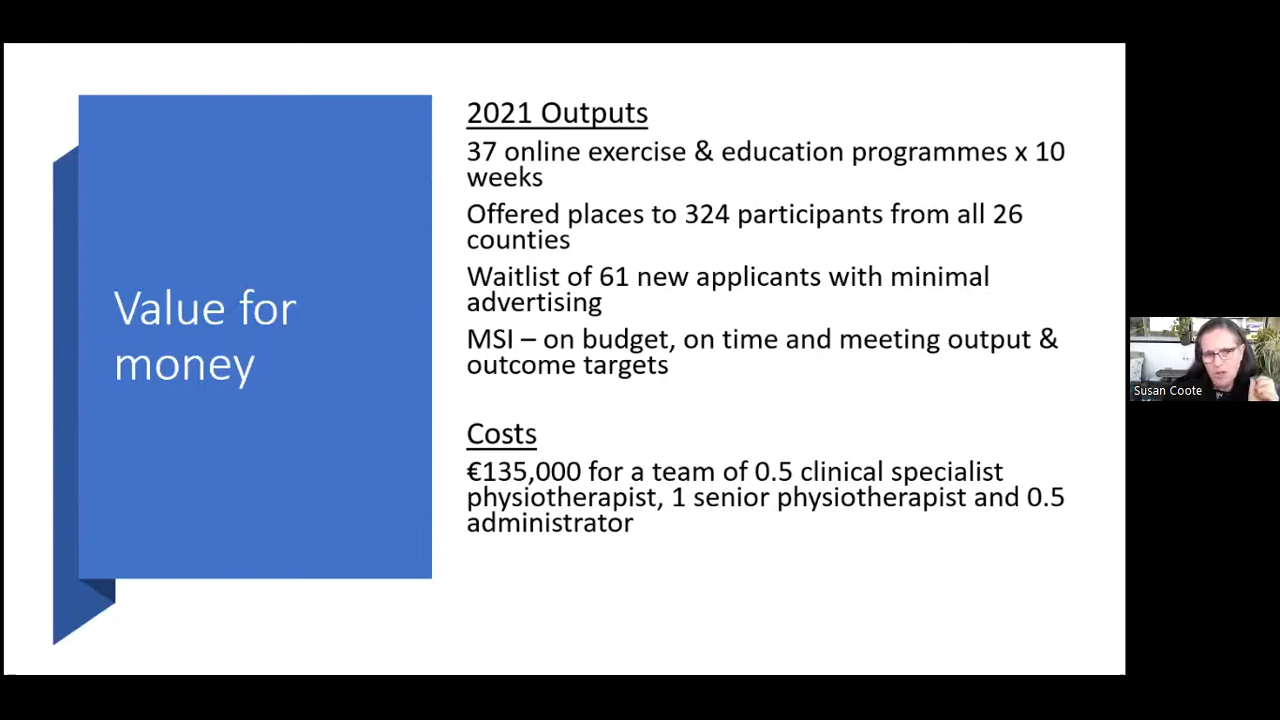 Value for
money
2021 Outputs
37 online exercise & education programmes x 10
weeks
Offered places to 324 participants from all 26
counties
Waitlist of 61 new applicants with minimal
advertising
MSI – on budget, on time and meeting output &
outcome targets
Costs
€135,000 for a team of 0.5 clinical specialist
physiotherapist, 1 senior physiotherapist and 0.5
administrator
Susan Coote